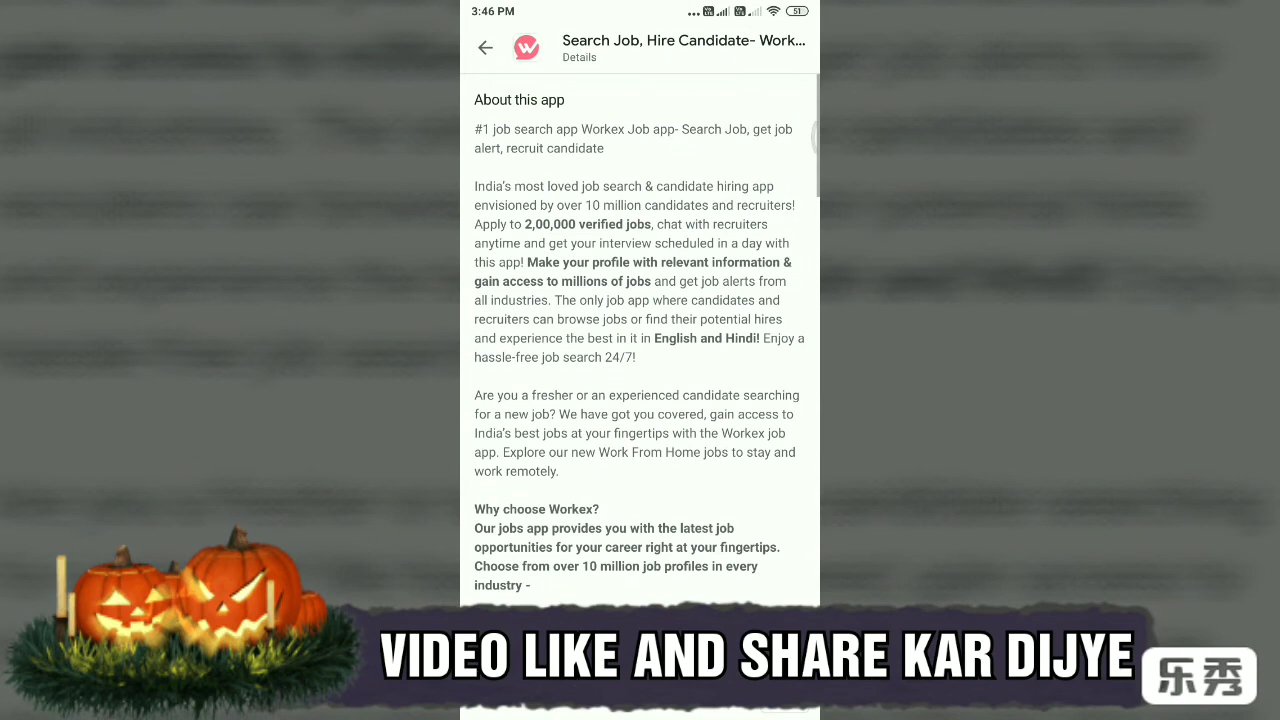 3:46 PM
51
Search Job, Hire Candidate- Work...
Details
About this app
#1 job search app Workex Job app- Search Job, get job
alert, recruit candidate
India's most loved job search & candidate hiring app
envisioned by over 10 million candidates and recruiters!
Apply to 2,00,000 verified jobs, chat with recruiters
anytime and get your interview scheduled in a day with
this app! Make your profile with relevant information &
gain access to millions of jobs and get job alerts from
all industries. The only job app where candidates and
recruiters can browse jobs or find their potential hires
and experience the best in it in English and Hindi! Enjoy a
hassle-free job search 24/7!
Are you a fresher or an experienced candidate searching
for a new job? We have got you covered, gain access to
India's best jobs at your fingertips with the Workex job
app. Explore our new Work From Home jobs to stay and
work remotely.
Why choose Workex?
Our jobs app provides you with the latest job
opportunities for your career right at your fingertips.
Choose from over 10 million job profiles in every
industry -
VIDEO LIKE AND SHARE KAR DIJYE
乐秀